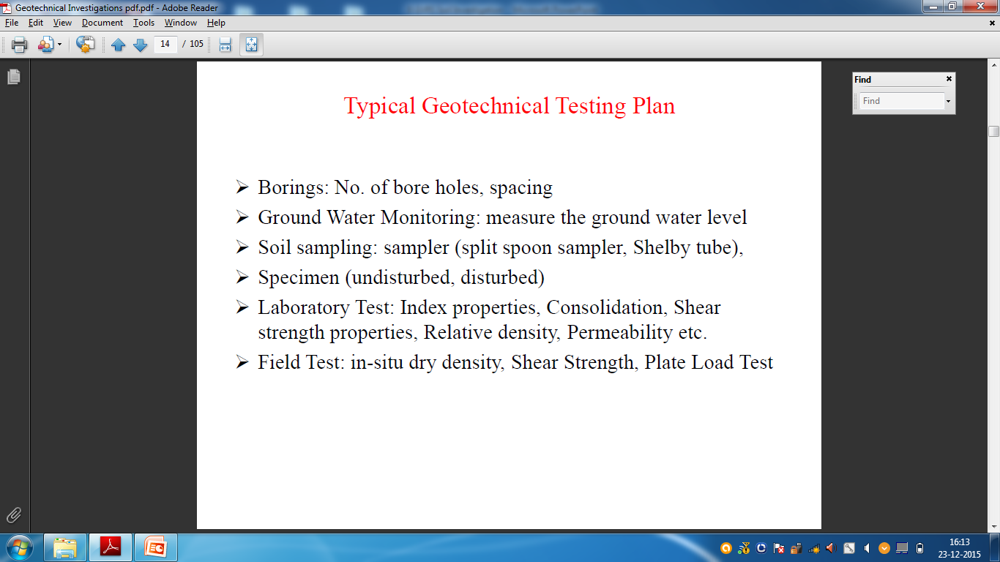 Geotechnical Investigations pdf.pdf - Adobe Reader
File Edit View Document Tools Window Help
14 / 105
Find
Find
Typical Geotechnical Testing Plan
➢ Borings: No. of bore holes, spacing
➢ Ground Water Monitoring: measure the ground water level
➢ Soil sampling: sampler (split spoon sampler, Shelby tube),
➢ Specimen (undisturbed, disturbed)
➢ Laboratory Test: Index properties, Consolidation, Shear
strength properties, Relative density, Permeability etc.
➢ Field Test: in-situ dry density, Shear Strength, Plate Load Test
16:13
23-12-2015